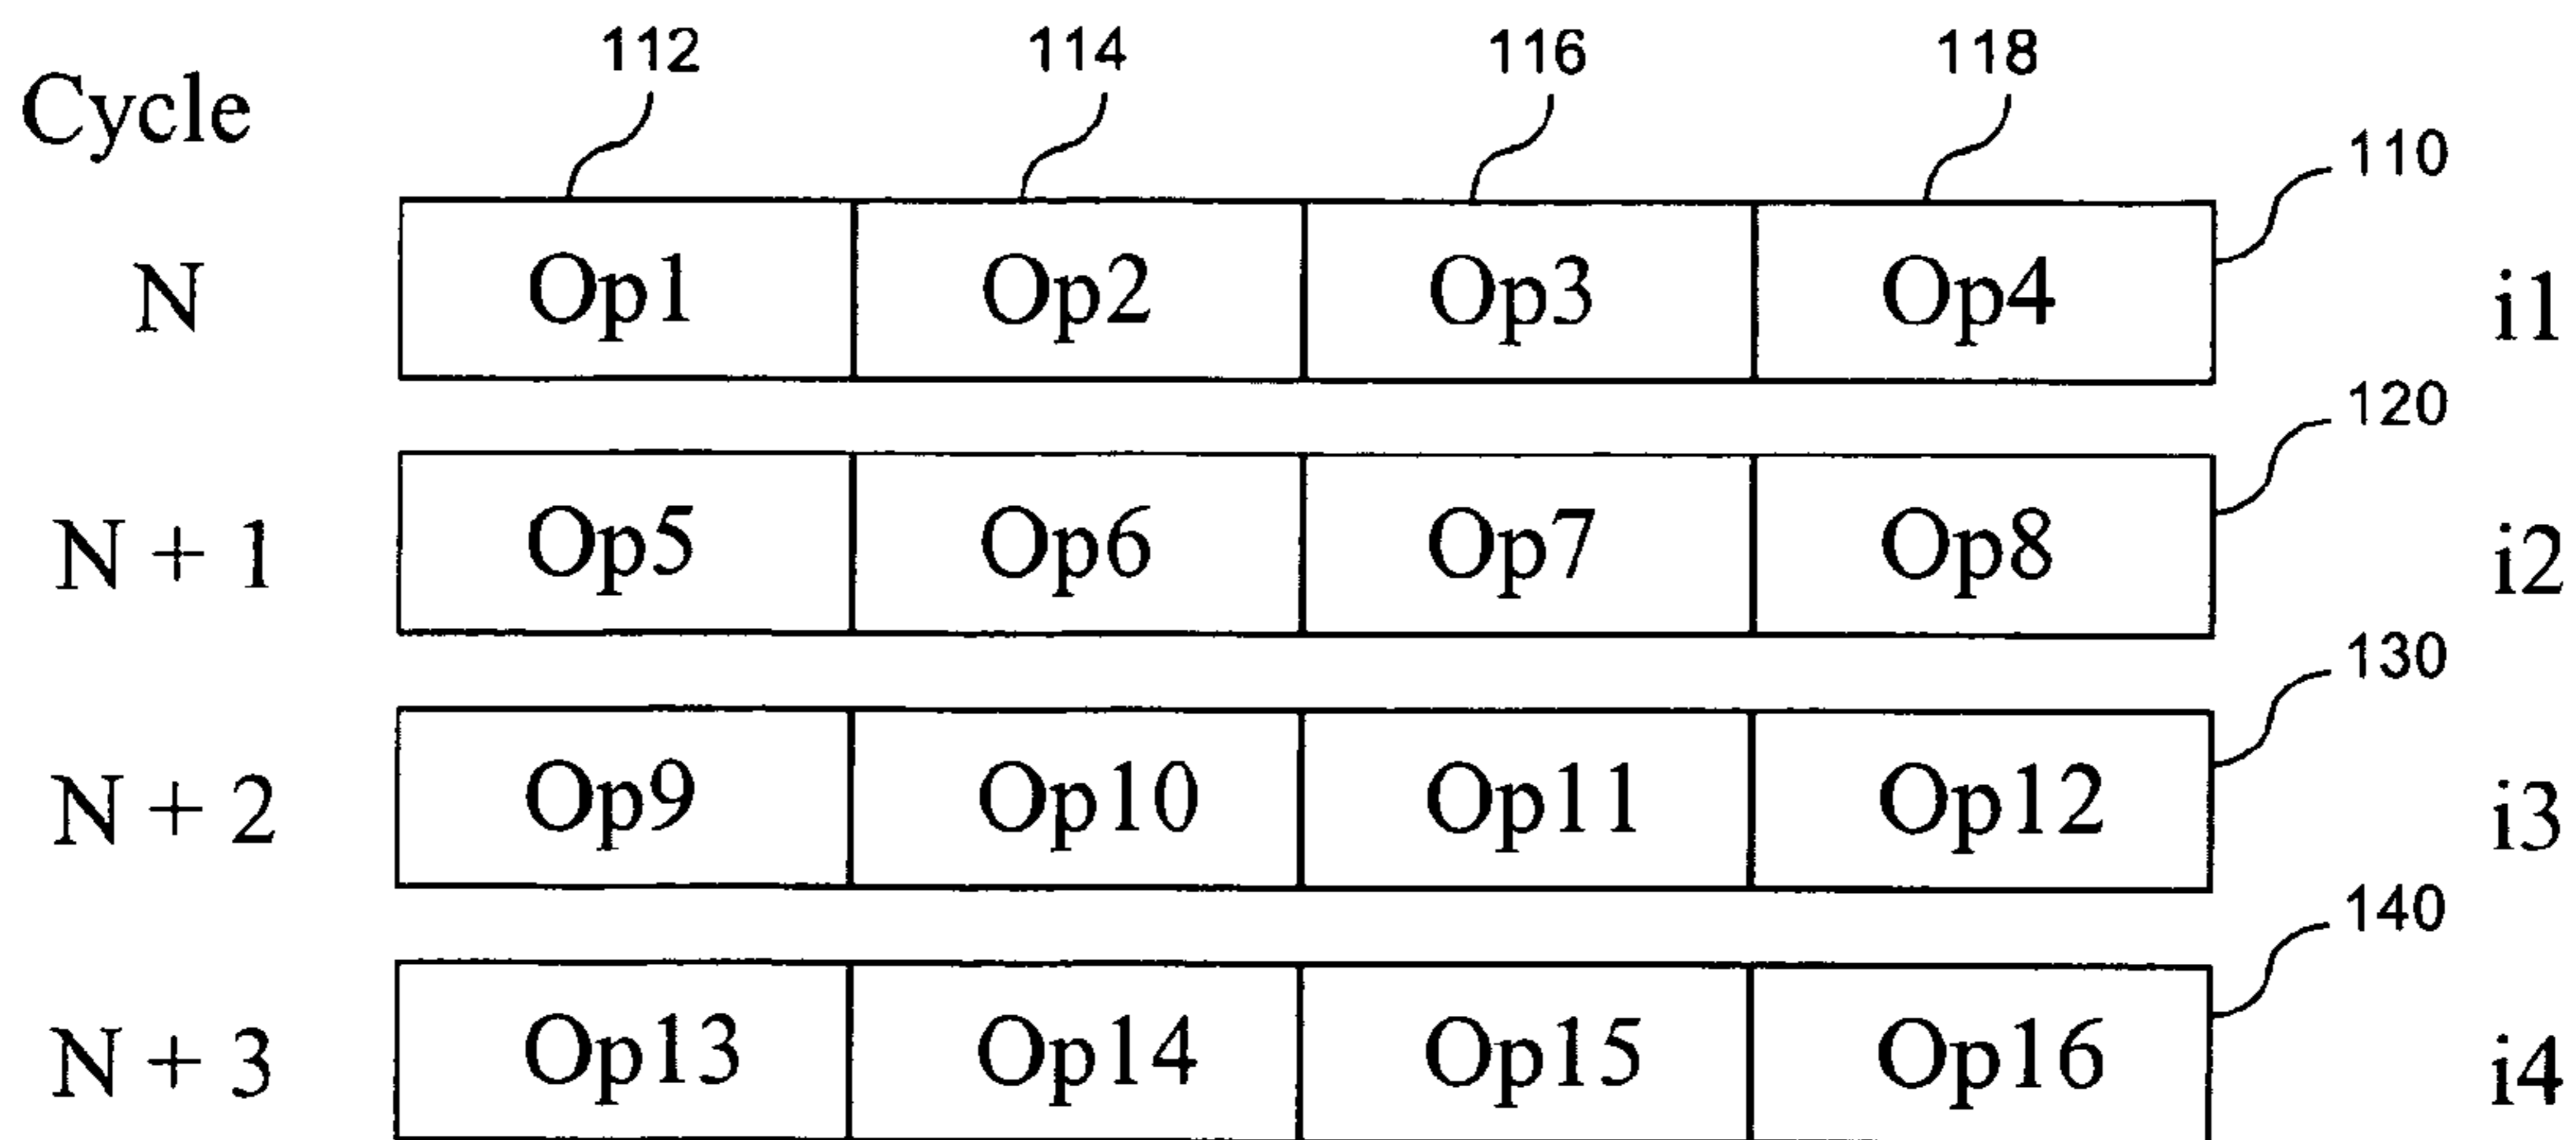 112 114 116 118
Cycle
110
N Op1 Op2 Op3 Op4 i1
120
N + 1 Op5 Op6 Op7 Op8 i2
130
N + 2 Op9 Op10 Op11 Op12 i3
140
N + 3 Op13 Op14 Op15 Op16 i4